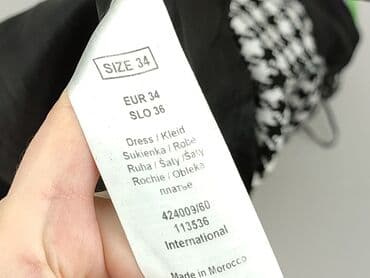 SIZE 34
EUR 34
SLO 36
Dress / Kleid
Sukienka / Robe
Ruha / Šaty / Šaty
Rochie / Obleka
платье
424009/60
113536
International
Made in Morocco